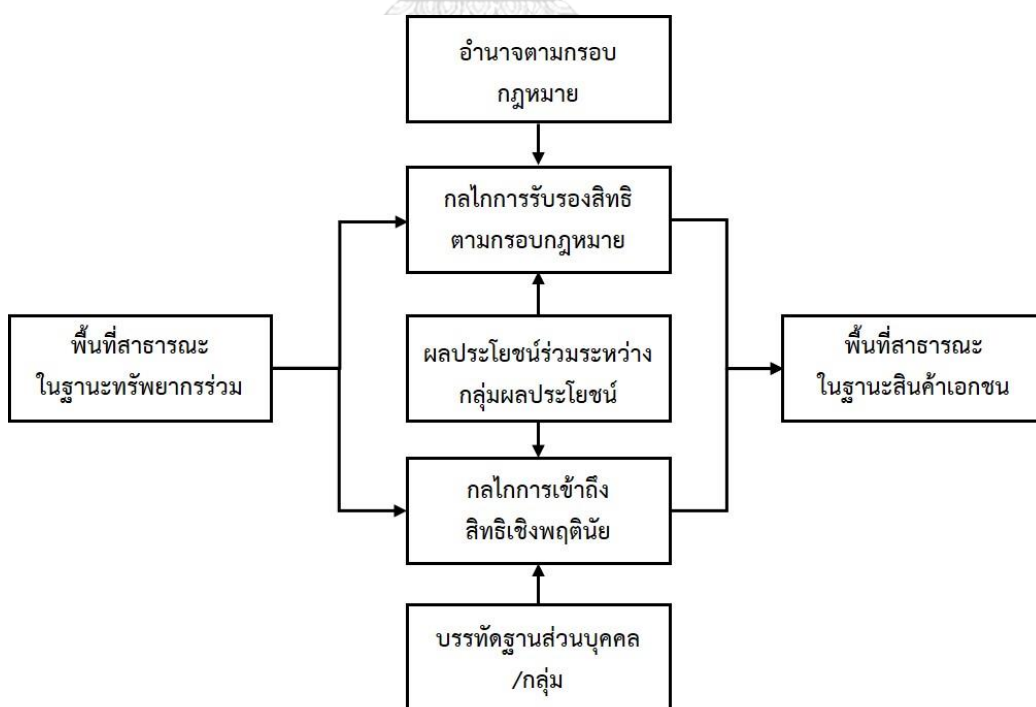 อำนาจตามกรอบ
กฎหมาย
กลไกการรับรองสิทธิ
ตามกรอบกฎหมาย
พื้นที่สาธารณะ
ในฐานะทรัพยากรร่วม
ผลประโยชน์ร่วมระหว่าง
กลุ่มผลประโยชน์
พื้นที่สาธารณะ
ในฐานะสินค้าเอกชน
กลไกการเข้าถึง
สิทธิเชิงพฤตินัย
บรรทัดฐานส่วนบุคคล
/กลุ่ม